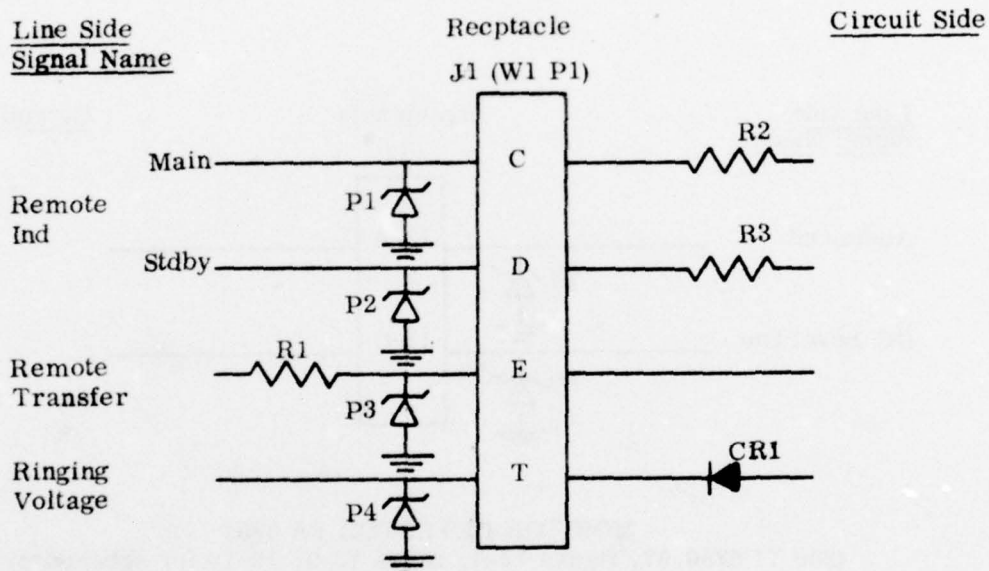 Line Side
Signal Name
Recptacle
Circuit Side
J1 (W1 P1)
Main
C
R2
P1
Remote
Ind
Stdby
D
R3
P2
R1
Remote
Transfer
E
P3
Ringing
Voltage
T
CR1
P4